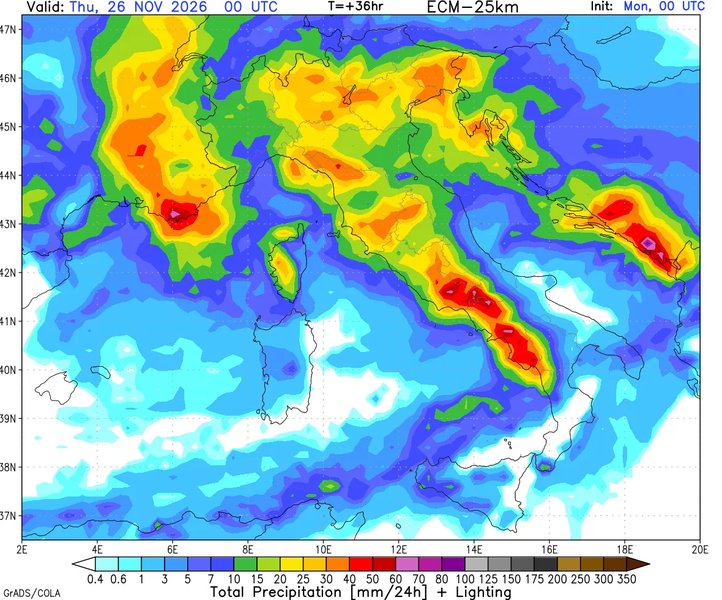 Valid: Thu, 26 NOV 2026 00 UTC T=+36hr ECM-25km Init: Mon, 00 UTC
47N
46N
45N
44N
43N
42N
41N
40N
39N
38N
37N
2E 4E 6E 8E 10E 12E 14E 16E 18E 20E
0.4 0.6 1 3 5 7 10 15 20 25 30 40 50 60 70 80 100 125 150 175 200 250 300 350
GrADS/COLA Total Precipitation [mm/24h] + Lighting